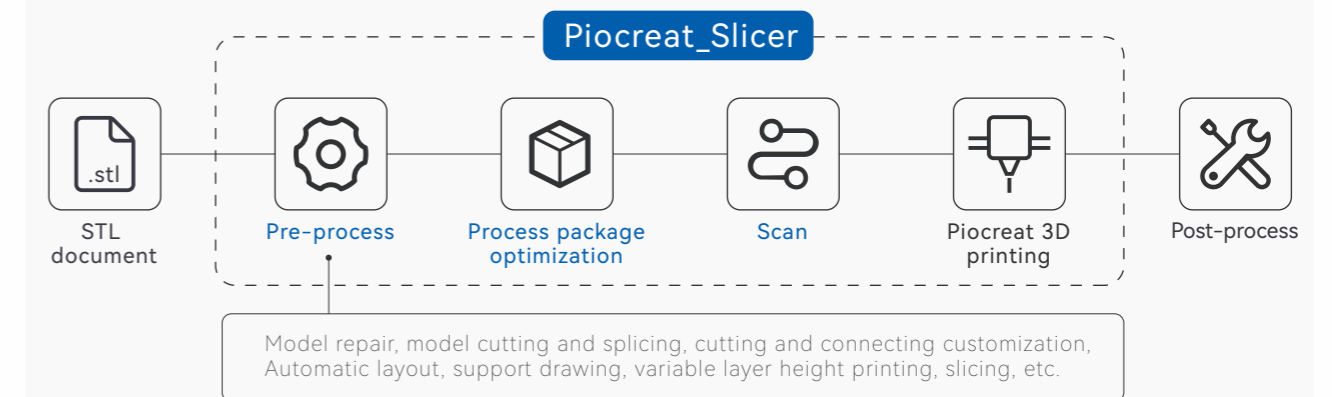 Piocreat_Slicer
.stl
STL
document
Pre-process
Process package
optimization
Scan
Piocreat 3D
printing
Post-process
Model repair, model cutting and splicing, cutting and connecting customization,
Automatic layout, support drawing, variable layer height printing, slicing, etc.